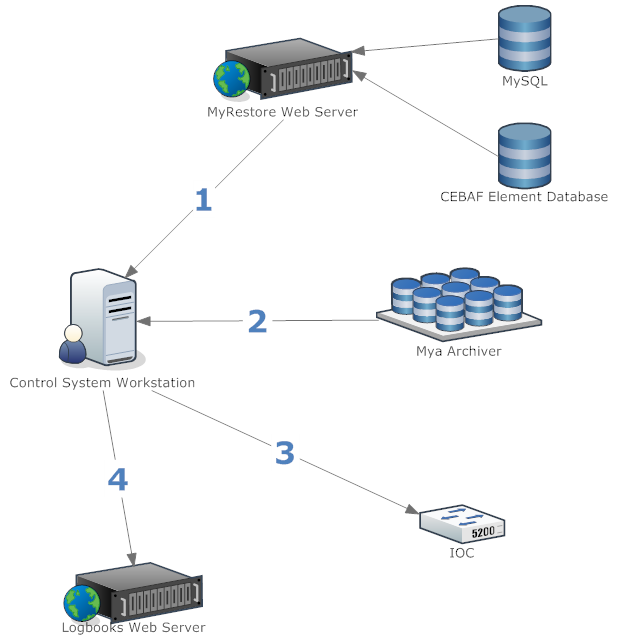 MySQL
MyRestore Web Server
CEBAF Element Database
1
2
Mya Archiver
Control System Workstation
3
4
5200
IOC
Logbooks Web Server